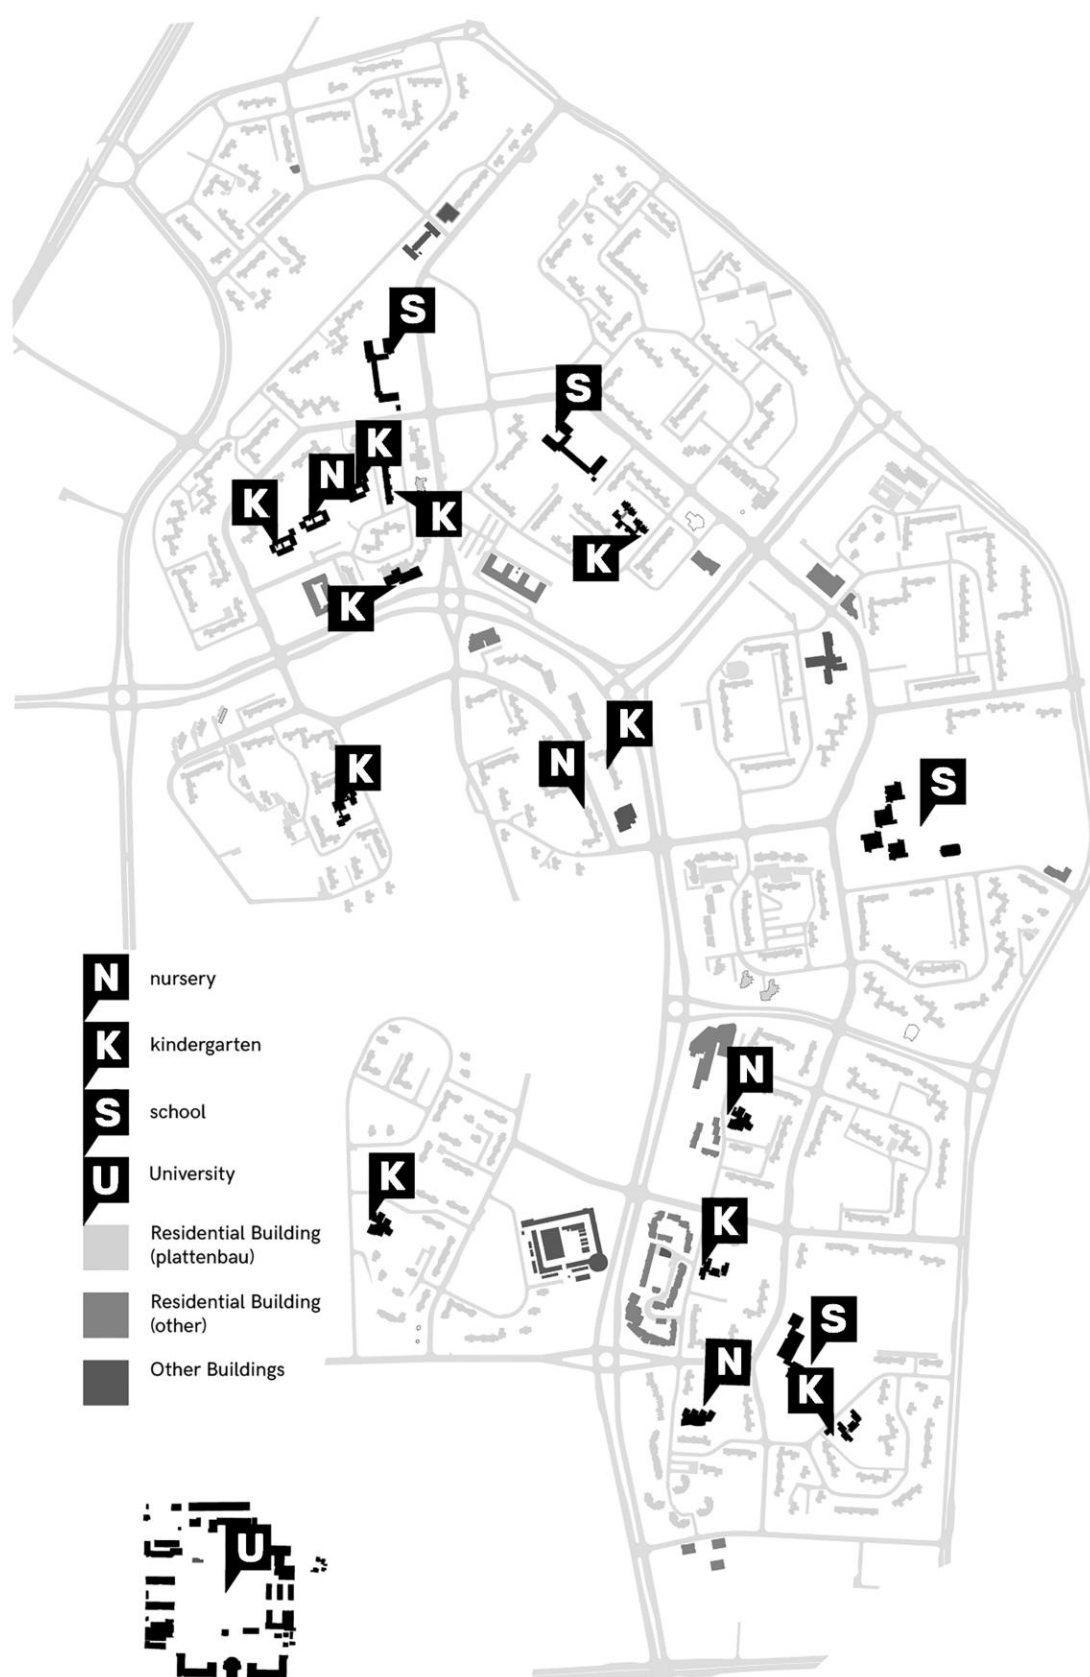 S
S
K
N
K
K
K
K
K
K
N
S
K
N
nursery
K
kindergarten
S
school
U
University
Residential Building
(plattenbau)
Residential Building
(other)
Other Buildings
N
K
K
S
N
K
U